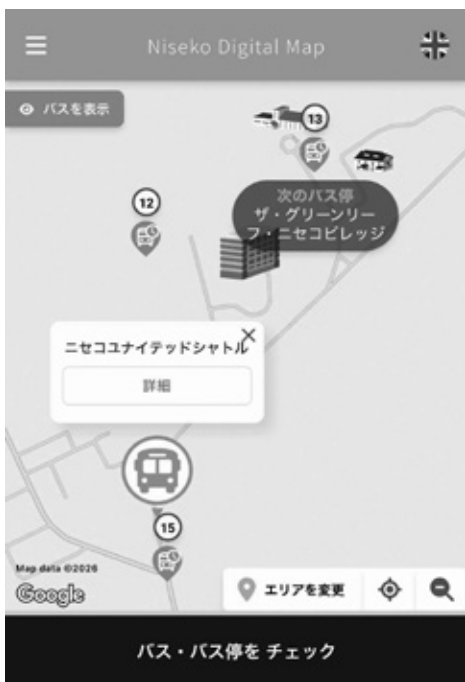 Niseko Digital Map
バスを表示
13
12
次のバス停
ザ・グリーンリー
フ・ニセコビレッジ
ニセコユナイテッドシャトル
詳細
15
Map data ©2026
Google
エリアを変更
バス・バス停を チェック